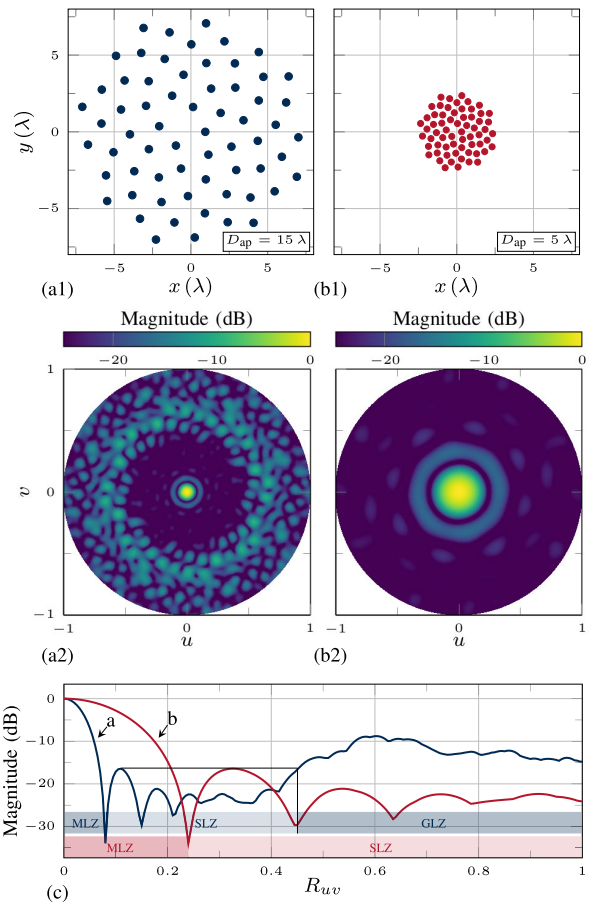 5
0
−5
y (λ)
−5
0
5
x (λ)
D_ap = 15 λ
(a1)
−5
0
5
x (λ)
D_ap = 5 λ
(b1)
Magnitude (dB)
−20
−10
0
Magnitude (dB)
−20
−10
0
1
0
−1
v
−1
0
1
u
(a2)
−1
0
1
u
(b2)
Magnitude (dB)
0
−10
−20
−30
a
b
MLZ
SLZ
GLZ
MLZ
SLZ
0
0.2
0.4
0.6
0.8
1
R_uv
(c)